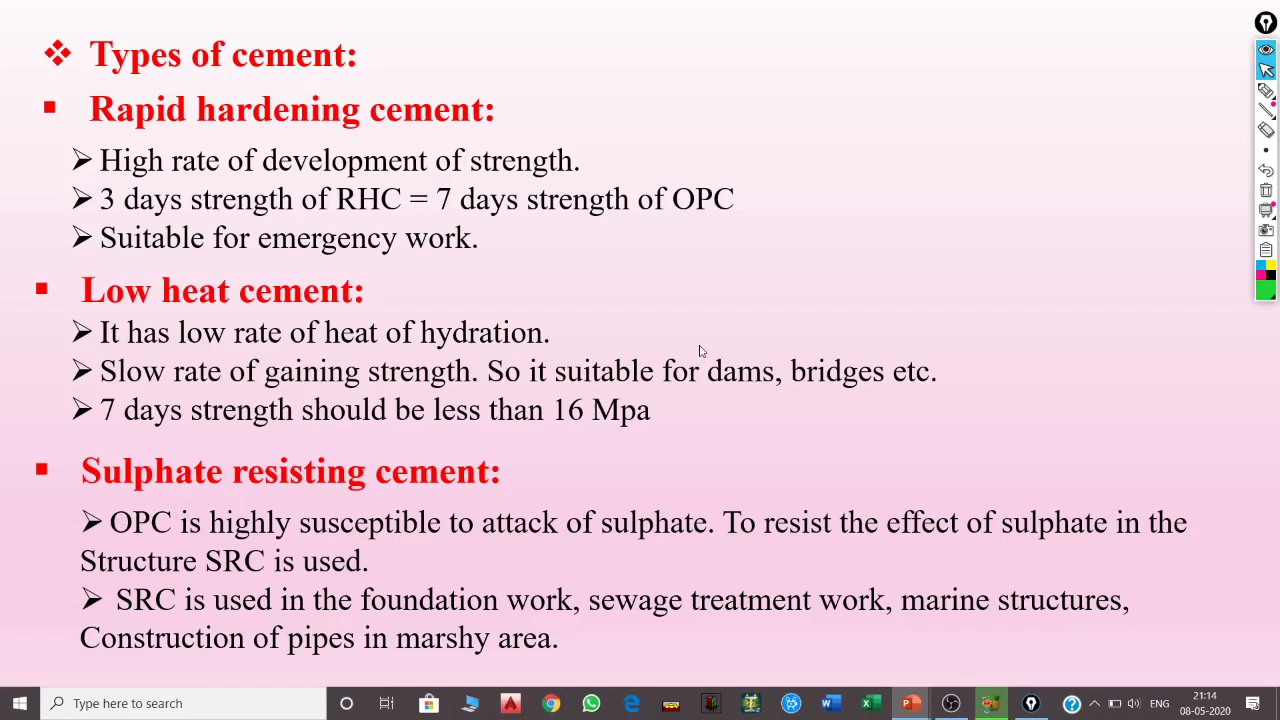 ❖ Types of cement:
▪ Rapid hardening cement:
➢ High rate of development of strength.
➢ 3 days strength of RHC = 7 days strength of OPC
➢ Suitable for emergency work.
▪ Low heat cement:
➢ It has low rate of heat of hydration.
➢ Slow rate of gaining strength. So it suitable for dams, bridges etc.
➢ 7 days strength should be less than 16 Mpa
▪ Sulphate resisting cement:
➢ OPC is highly susceptible to attack of sulphate. To resist the effect of sulphate in the
Structure SRC is used.
➢ SRC is used in the foundation work, sewage treatment work, marine structures,
Construction of pipes in marshy area.
Type here to search
ENG
21:14
08-05-2020